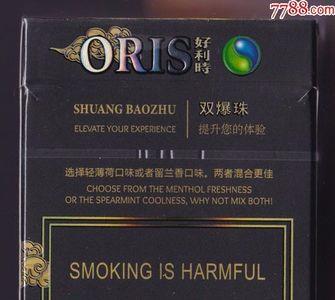 7788.com
ORIS 好利時
SHUANG BAOZHU 双爆珠
ELEVATE YOUR EXPERIENCE 提升您的体验
选择轻薄荷口味或者留兰香口味。两者混合更佳
CHOOSE FROM THE MENTHOL FRESHNESS
OR THE SPEARMINT COOLNESS, WHY NOT MIX BOTH!
SMOKING IS HARMFUL